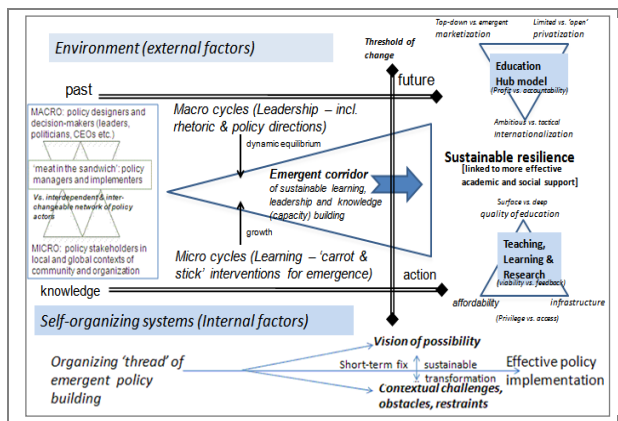 Environment (external factors)
Threshold of
change
Top-down vs. emergent
marketization
Limited vs. 'open'
privatization
Education
Hub model
(Profit vs. accountability)
Ambitious vs. tactical
Internationalization
past
future
MACRO: policy designers and
decision-makers (leaders,
politicians, CEOs etc.)
'meat in the sandwich': policy
managers and implementers
Vs. interdependent & inter-
changeable network of policy
actors
MICRO: policy stakeholders in
local and global contexts of
community and organization
Macro cycles (Leadership – incl.
rhetoric & policy directions)
dynamic equilibrium
Emergent corridor
of sustainable learning,
leadership and knowledge
(capacity) building
growth
Micro cycles (Learning – 'carrot &
stick' interventions for emergence)
Sustainable resilience
[linked to more effective
academic and social support]
Surface vs. deep
quality of education
Teaching,
Learning &
Research
(viability vs. feedback)
affordability
infrastructure
(Privilege vs. access)
knowledge
action
Self-organizing systems (Internal factors)
Organizing 'thread' of
emergent policy
building
Vision of possibility
Short-term fix
sustainable
transformation
Contextual challenges,
obstacles, restraints
Effective policy
implementation